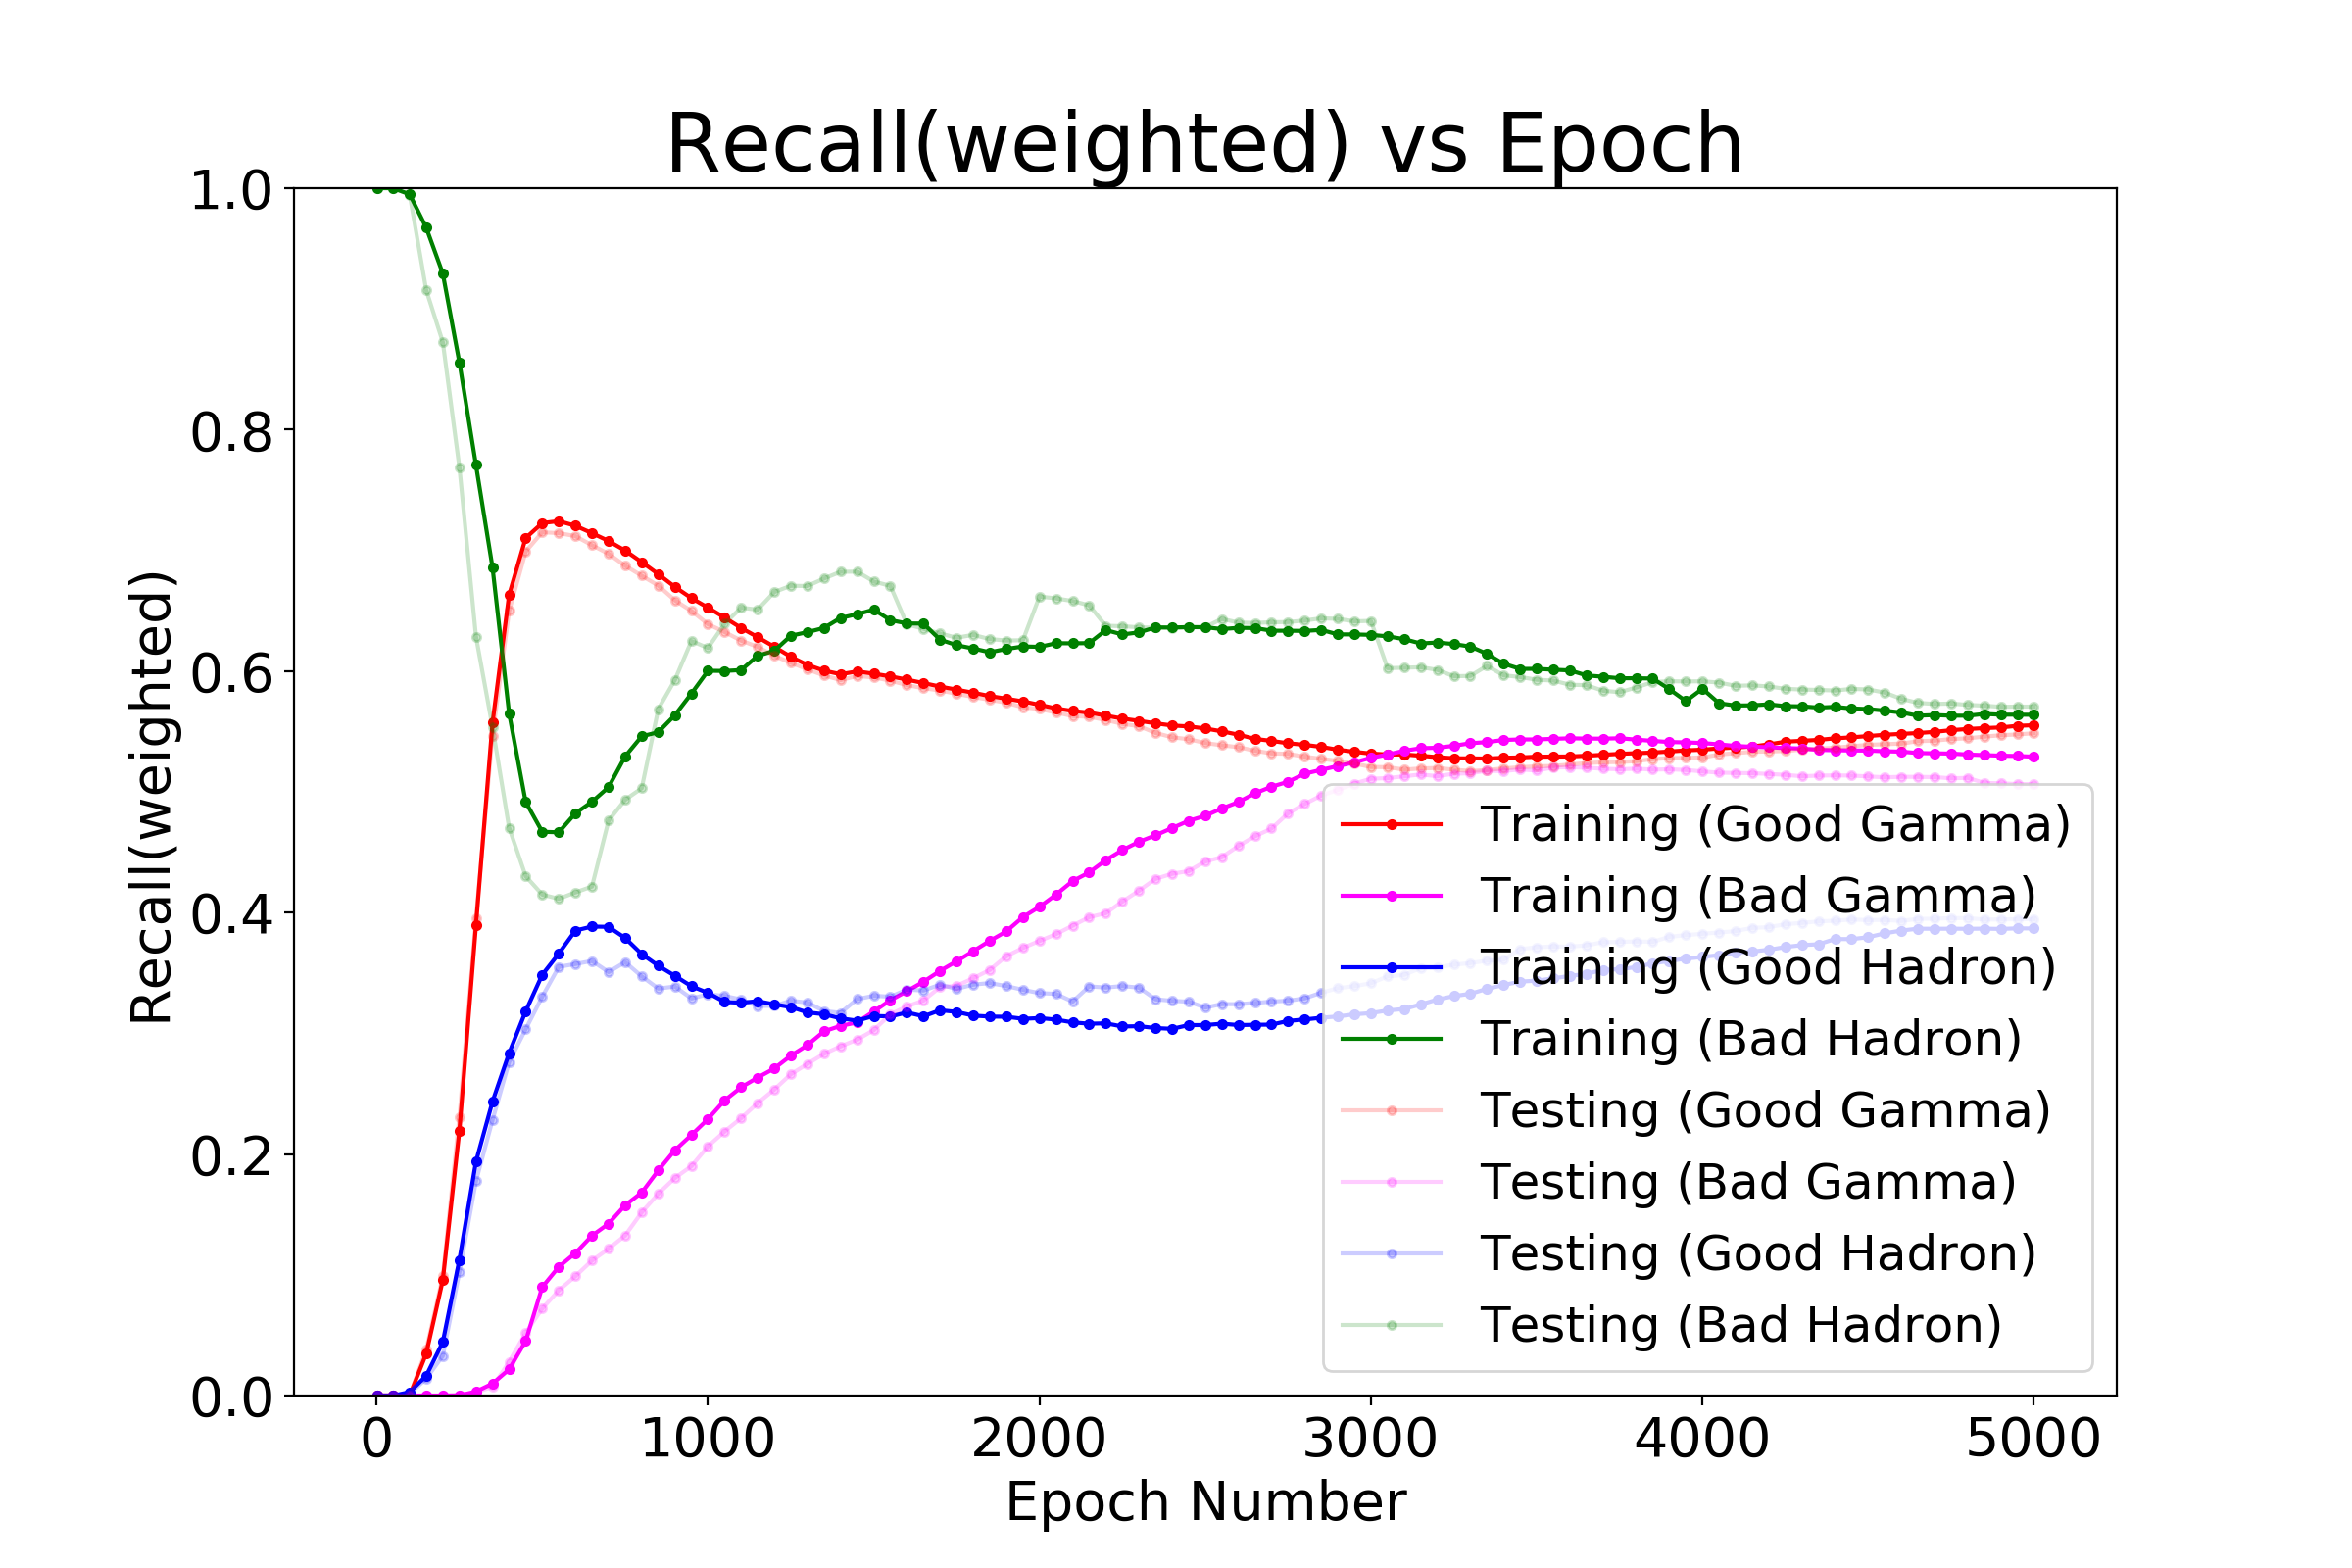 Recall(weighted) vs Epoch
1.0
0.8
0.6
0.4
0.2
0.0
Recall(weighted)
0 1000 2000 3000 4000 5000
Epoch Number
Training (Good Gamma)
Training (Bad Gamma)
Training (Good Hadron)
Training (Bad Hadron)
Testing (Good Gamma)
Testing (Bad Gamma)
Testing (Good Hadron)
Testing (Bad Hadron)